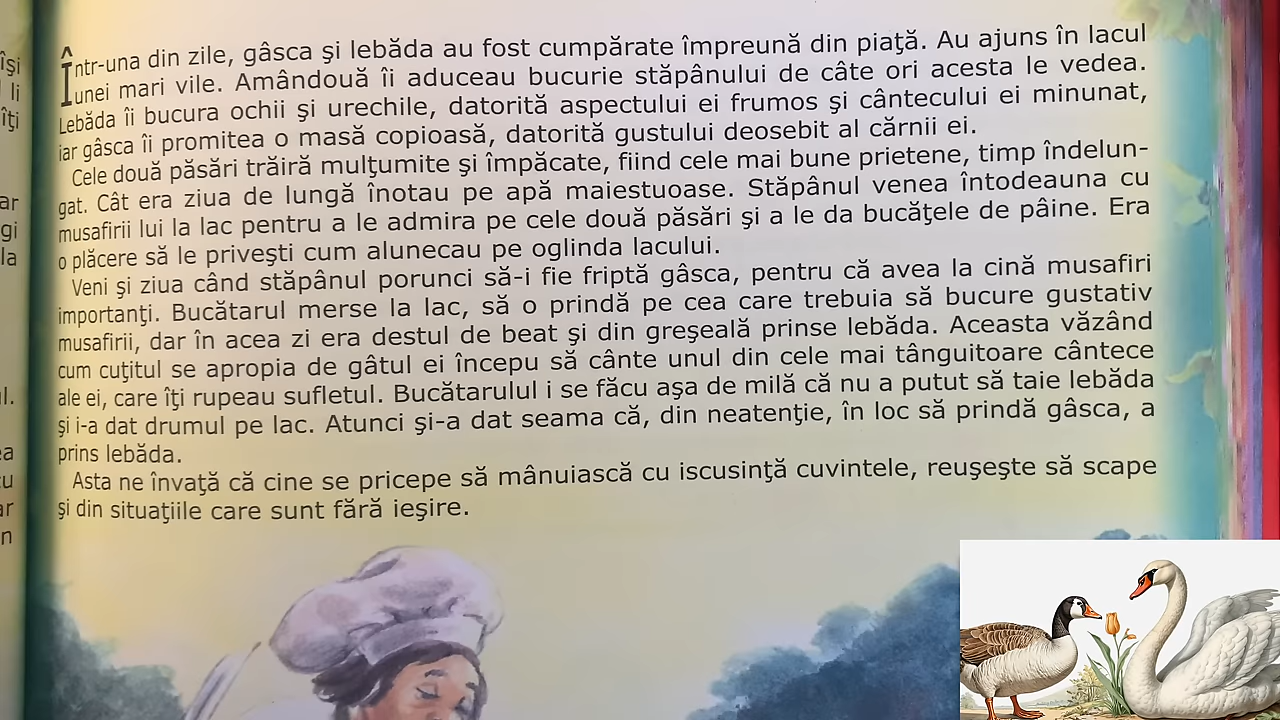 Într-una din zile, gâsca şi lebăda au fost cumpărate împreună din piaţă. Au ajuns în lacul
unei mari vile. Amândouă îi aduceau bucurie stăpânului de câte ori acesta le vedea.
Lebăda îi bucura ochii şi urechile, datorită aspectului ei frumos şi cântecului ei minunat,
iar gâsca îi promitea o masă copioasă, datorită gustului deosebit al cărnii ei.
Cele două păsări trăiră mulţumite şi împăcate, fiind cele mai bune prietene, timp îndelun-
gat. Cât era ziua de lungă înotau pe apă maiestuoase. Stăpânul venea întodeauna cu
musafirii lui la lac pentru a le admira pe cele două păsări şi a le da bucăţele de pâine. Era
o plăcere să le priveşti cum alunecau pe oglinda lacului.
Veni şi ziua când stăpânul porunci să-i fie friptă gâsca, pentru că avea la cină musafiri
importanţi. Bucătarul merse la lac, să o prindă pe cea care trebuia să bucure gustativ
musafirii, dar în acea zi era destul de beat şi din greşeală prinse lebăda. Aceasta văzând
cum cuţitul se apropia de gâtul ei începu să cânte unul din cele mai tânguitoare cântece
ale ei, care îţi rupeau sufletul. Bucătarulul i se făcu aşa de milă că nu a putut să taie lebăda
şi i-a dat drumul pe lac. Atunci şi-a dat seama că, din neatenţie, în loc să prindă gâsca, a
prins lebăda.
Asta ne învaţă că cine se pricepe să mânuiască cu iscusinţă cuvintele, reuşeşte să scape
şi din situaţiile care sunt fără ieşire.